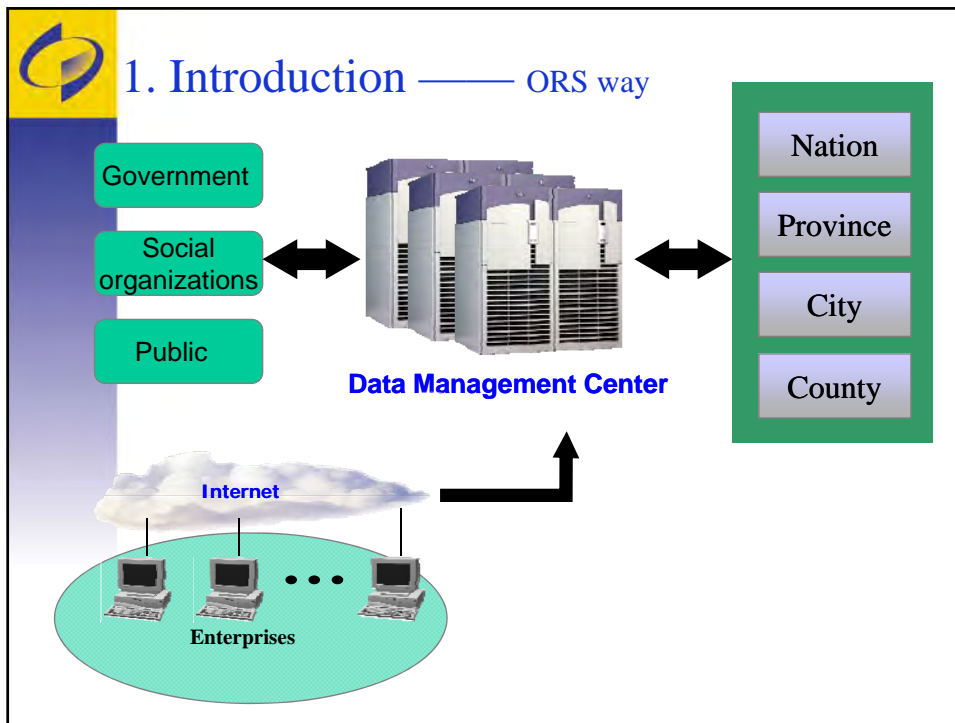 1. Introduction —— ORS way
Government
Social
organizations
Public
Data Management Center
Nation
Province
City
County
Internet
• • •
Enterprises